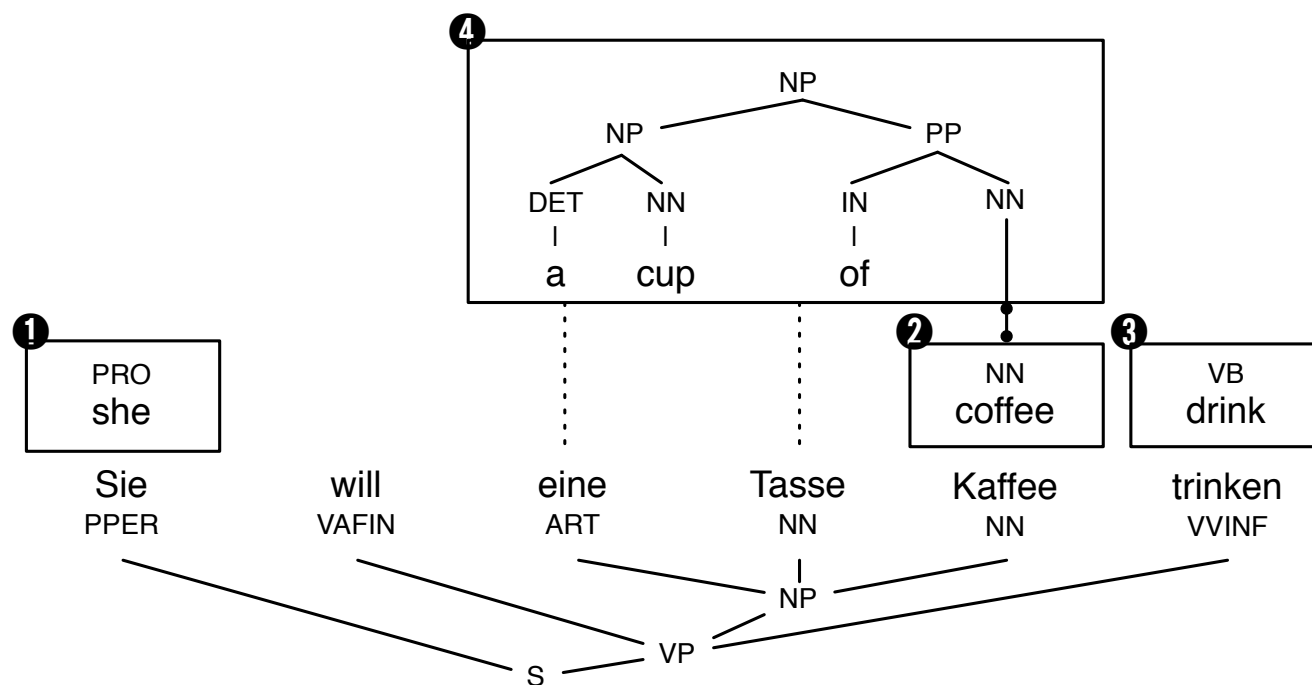 4
NP
NP PP
DET NN IN NN
a cup of
1 2 3
PRO NN VB
she coffee drink
Sie will eine Tasse Kaffee trinken
PPER VAFIN ART NN NN VVINF
NP
VP
S